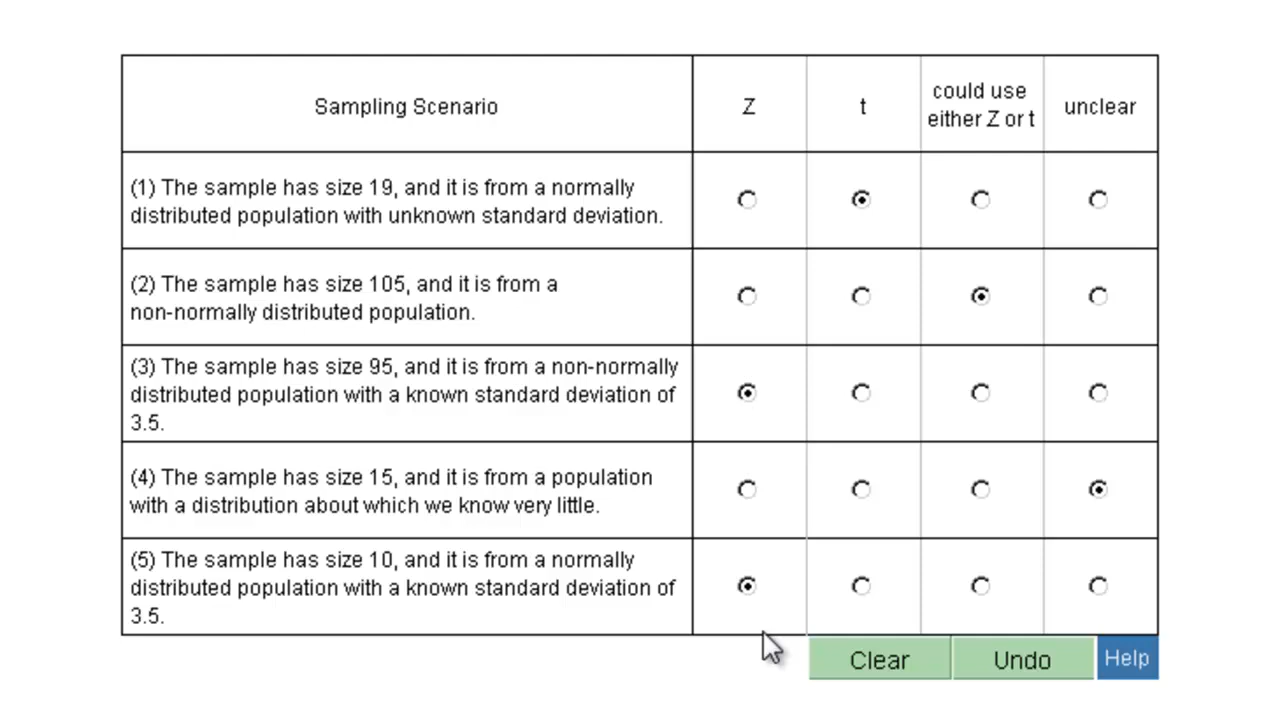 Sampling Scenario
Z
t
could use
either Z or t
unclear
(1) The sample has size 19, and it is from a normally
distributed population with unknown standard deviation.
(2) The sample has size 105, and it is from a
non-normally distributed population.
(3) The sample has size 95, and it is from a non-normally
distributed population with a known standard deviation of
3.5.
(4) The sample has size 15, and it is from a population
with a distribution about which we know very little.
(5) The sample has size 10, and it is from a normally
distributed population with a known standard deviation of
3.5.
Clear
Undo
Help